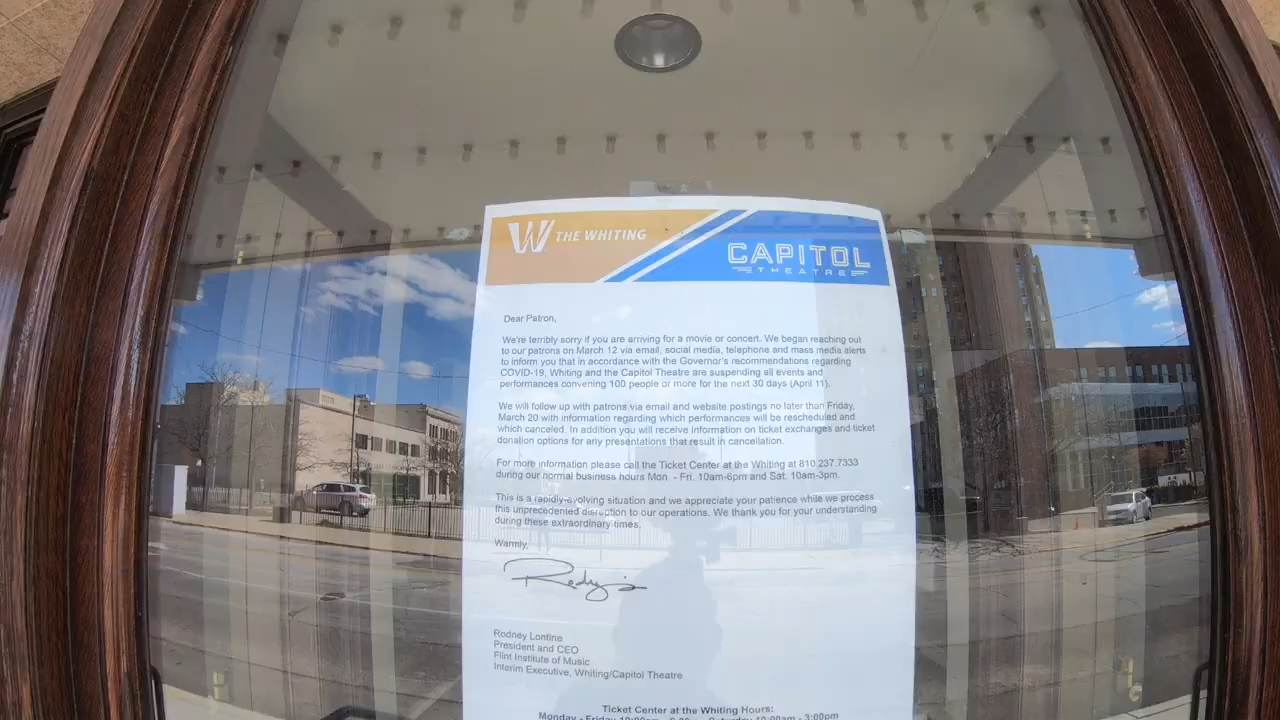 W THE WHITING
CAPITOL
THEATRE
Dear Patron,
We're terribly sorry if you are arriving for a movie or concert. We began reaching out
to our patrons on March 12 via email, social media, telephone and mass media alerts
to inform you that in accordance with the Governor's recommendations regarding
COVID-19, Whiting and the Capitol Theatre are suspending all events and
performances convening 100 people or more for the next 30 days (April 11).
We will follow up with patrons via email and website postings no later than Friday,
March 20 with information regarding which performances will be rescheduled and
which canceled. In addition you will receive information on ticket exchanges and ticket
donation options for any presentations that result in cancellation.
For more information please call the Ticket Center at the Whiting at 810.237.7333
during our normal business hours Mon - Fri. 10am-6pm and Sat. 10am-3pm.
This is a rapidly-evolving situation and we appreciate your patience while we process
this unprecedented disruption to our operations. We thank you for your understanding
during these extraordinary times.
Warmly,
Rodney Lontine
President and CEO
Flint Institute of Music
Interim Executive, Whiting/Capitol Theatre
Ticket Center at the Whiting Hours:
Monday - Friday 10:00am - Saturday 10:00am - 3:00pm